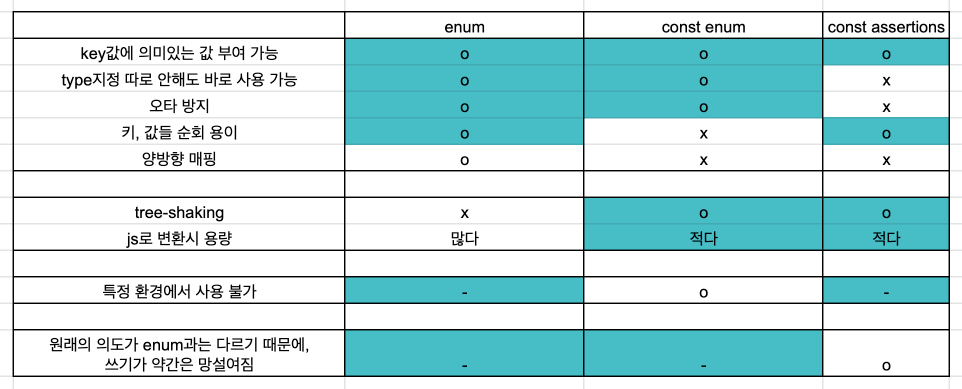 enum const enum const assertions
key값에 의미있는 값 부여 가능 o o o
type지정 따로 안해도 바로 사용 가능 o o x
오타 방지 o o x
키, 값들 순회 용이 o x o
양방향 매핑 o x x
tree-shaking x o o
js로 변환시 용량 많다 적다 적다
특정 환경에서 사용 불가 - o -
원래의 의도가 enum과는 다르기 때문에,
쓰기가 약간은 망설여짐 - - o